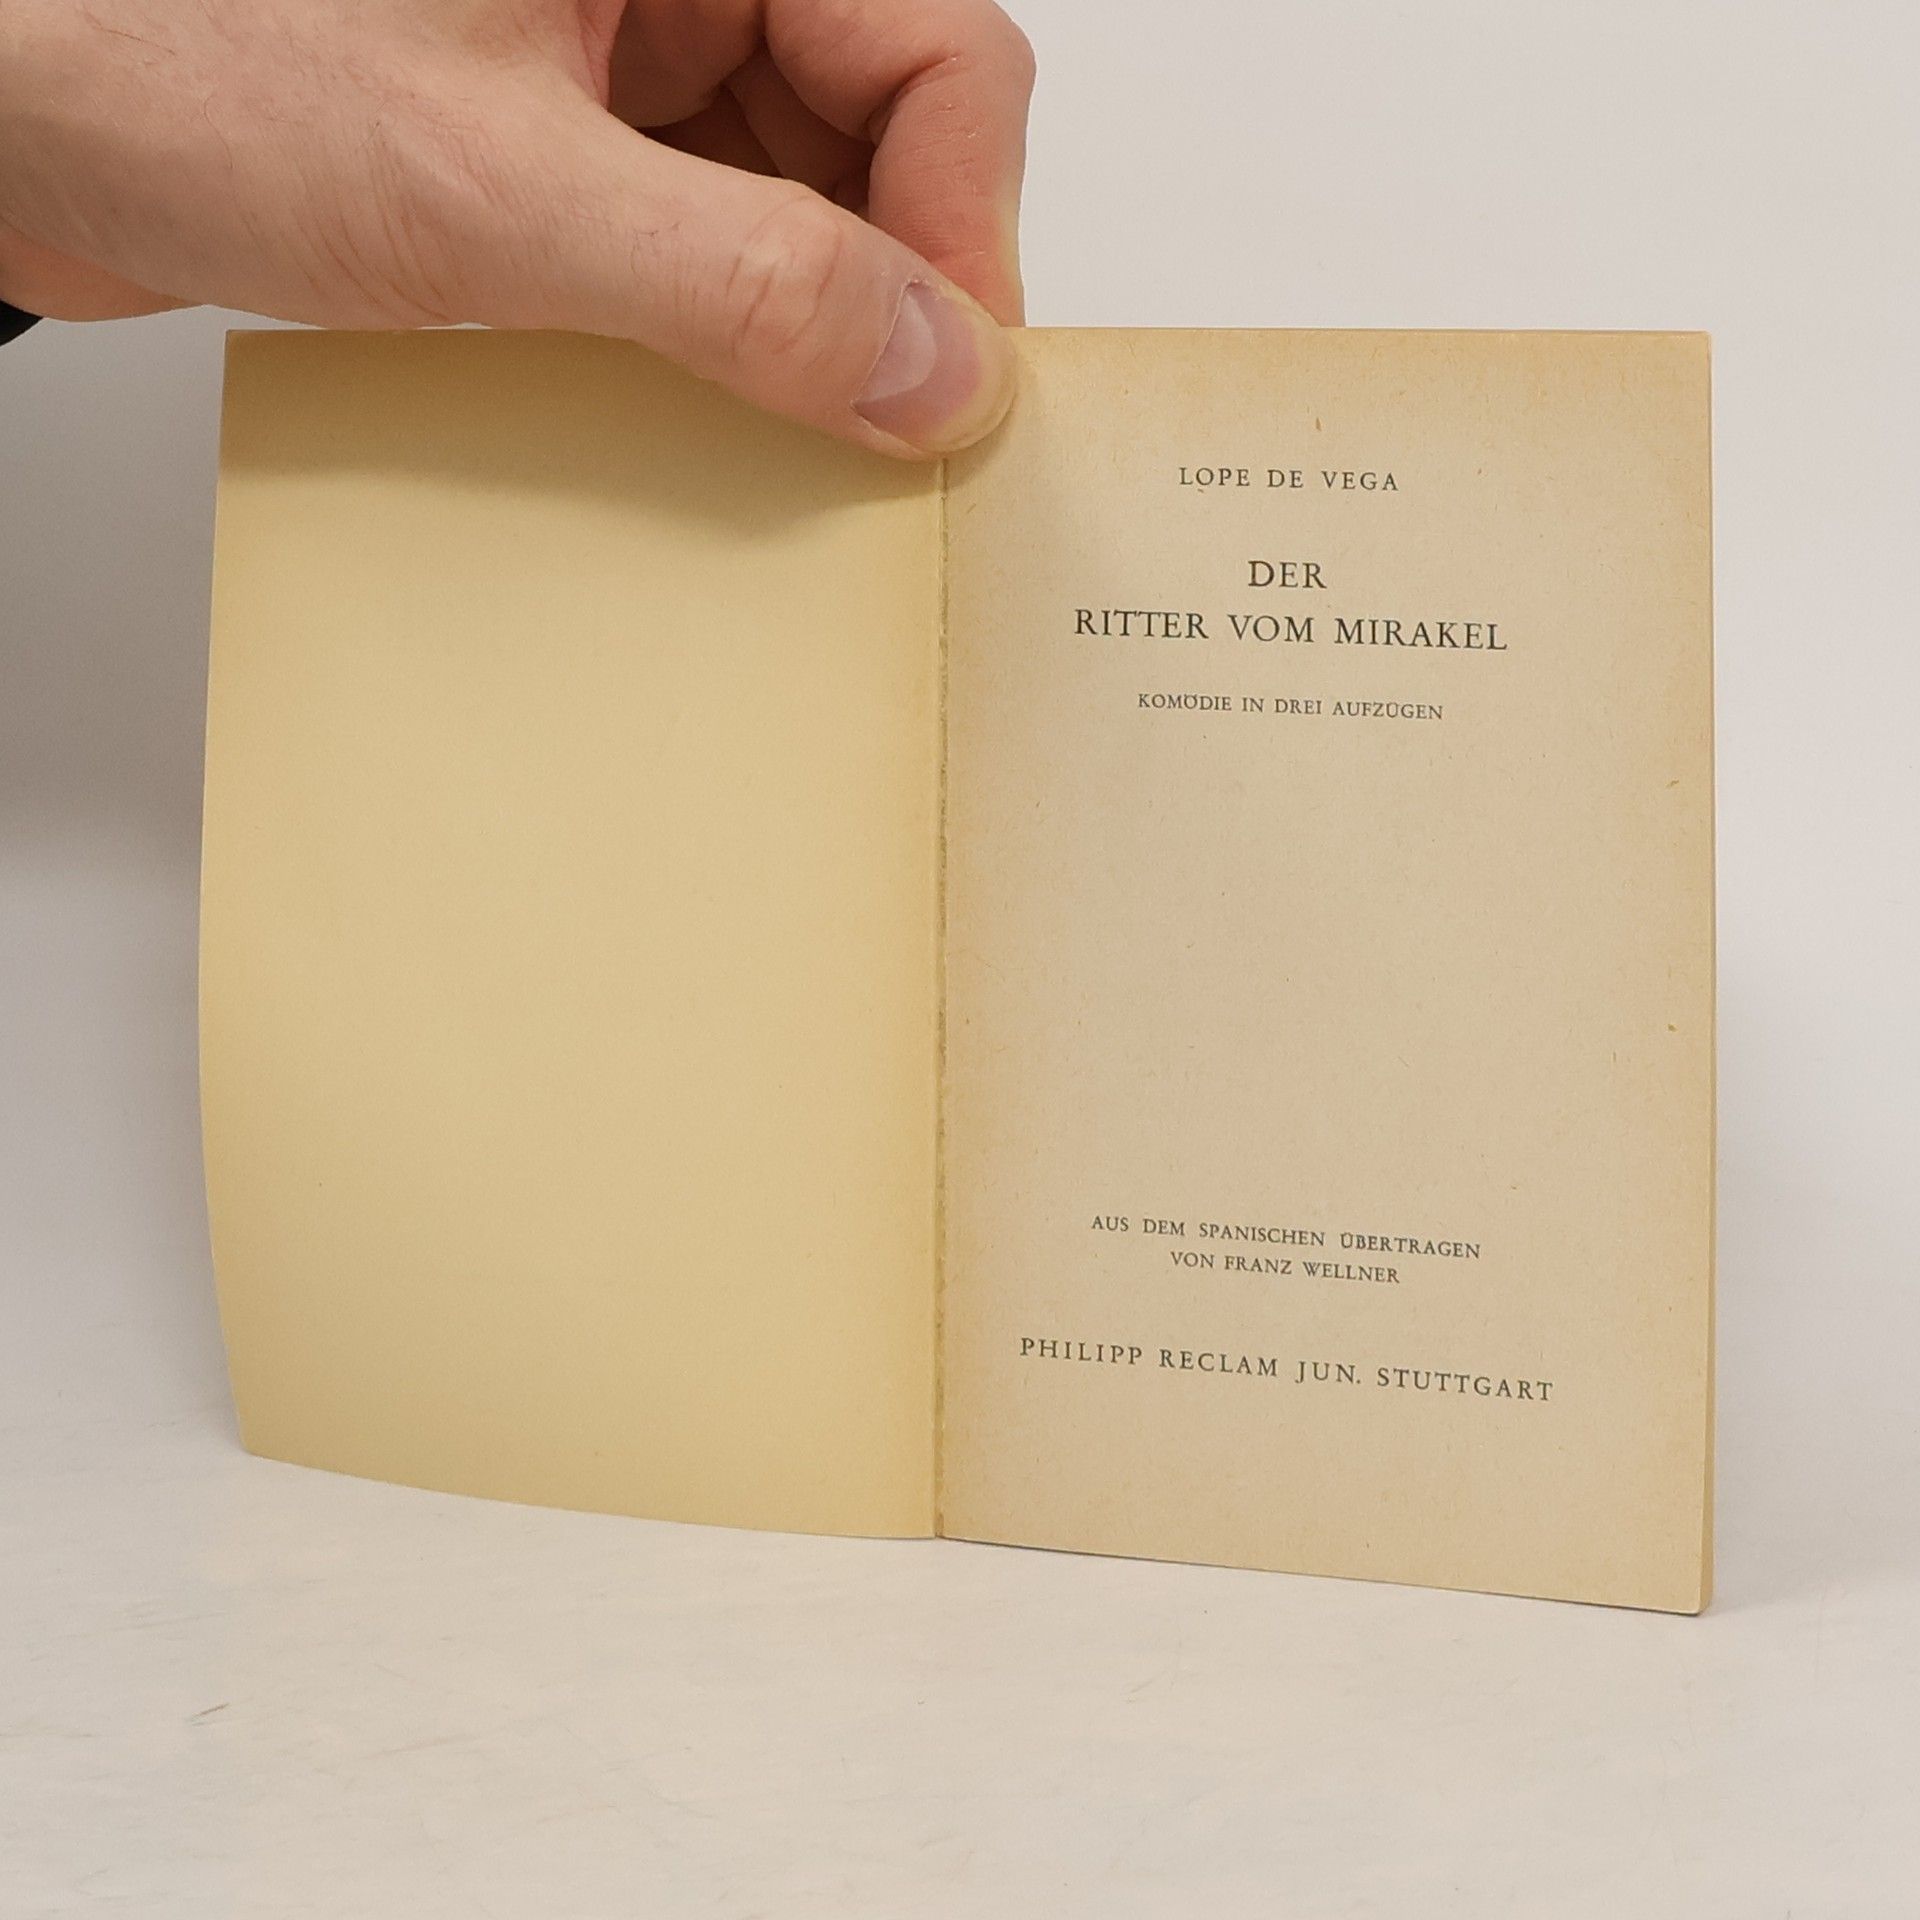 LOPE DE VEGA
DER
RITTER VOM MIRAKEL
KOMÖDIE IN DREI AUFZÜGEN
AUS DEM SPANISCHEN ÜBERTRAGEN
VON FRANZ WELLNER
PHILIPP RECLAM JUN. STUTTGART